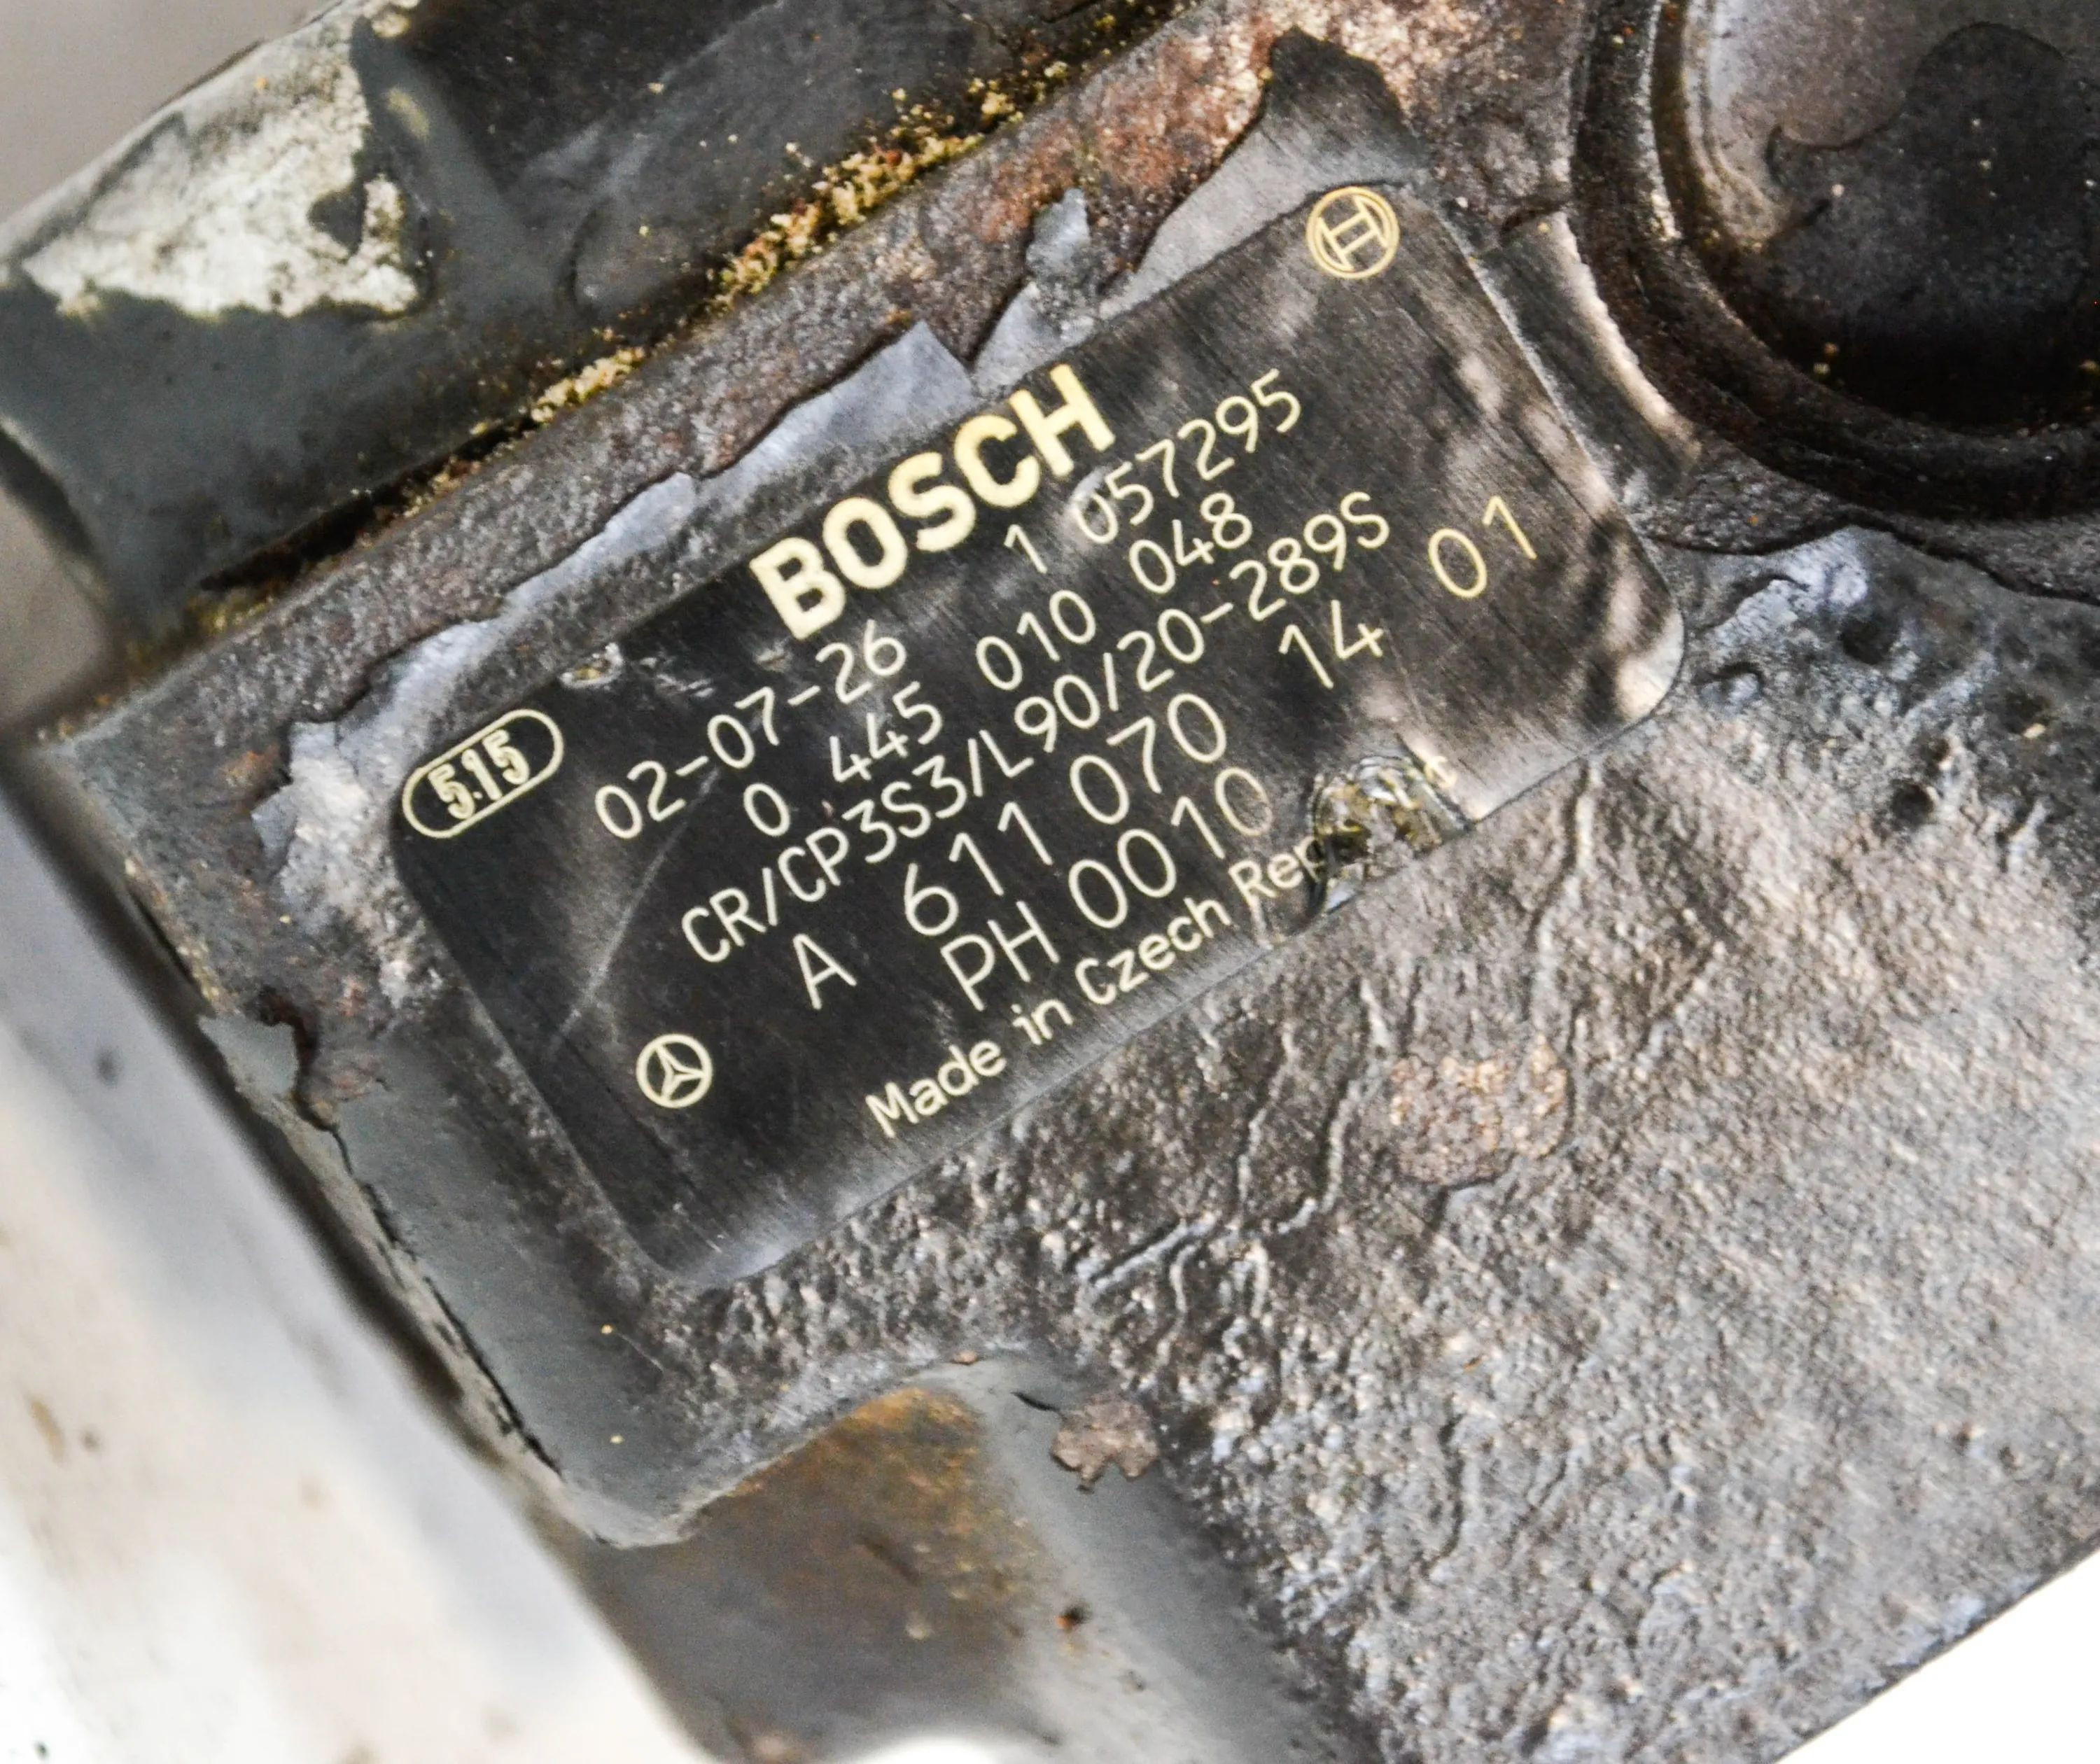 BOSCH
5.15
02-07-26 1 057295
0 445 010 048
CR/CP3S3/L90/20-289S
A 611 070 14 01
PH 0010
Made in Czech